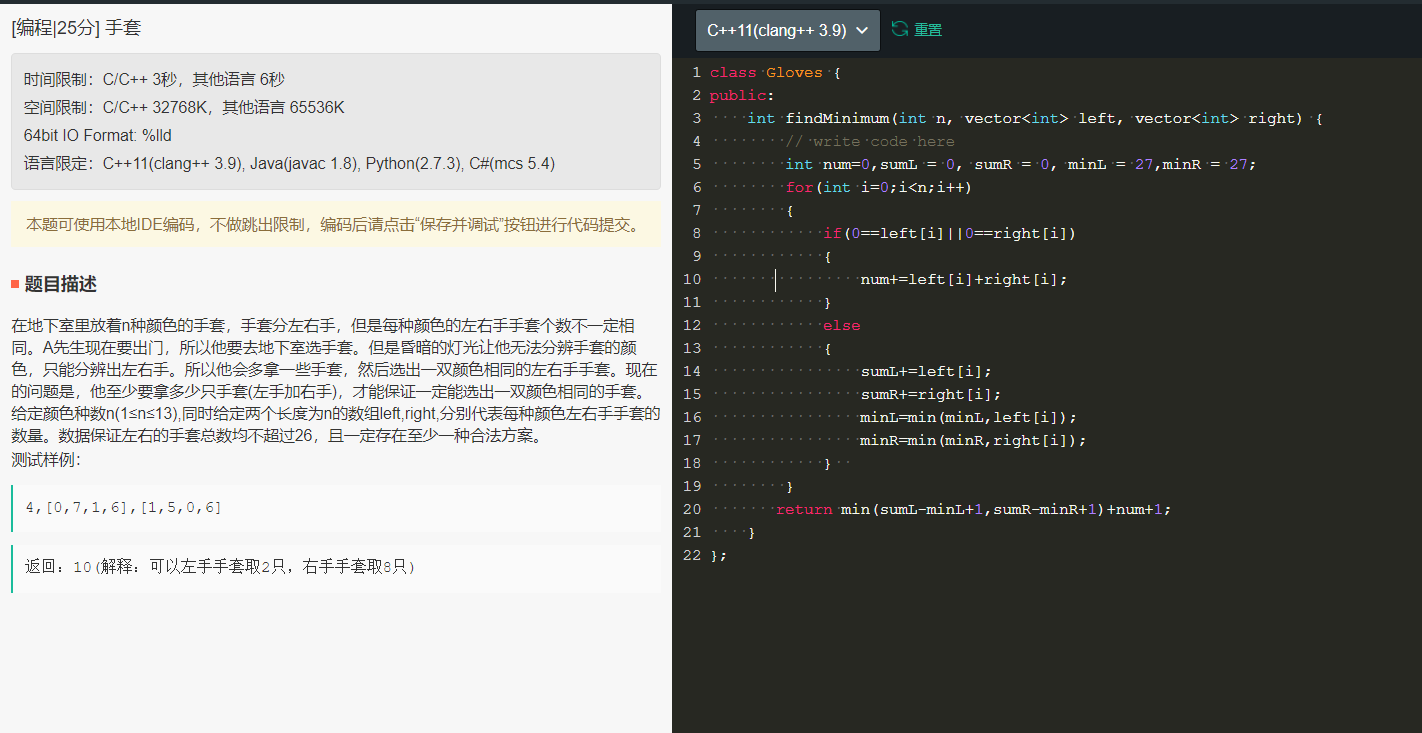 [编程|25分] 手套
时间限制：C/C++ 3秒，其他语言 6秒
空间限制：C/C++ 32768K，其他语言 65536K
64bit IO Format: %lld
语言限定：C++11(clang++ 3.9), Java(javac 1.8), Python(2.7.3), C#(mcs 5.4)
本题可使用本地IDE编码，不做跳出限制，编码后请点击“保存并调试”按钮进行代码提交。
题目描述
在地下室里放着n种颜色的手套，手套分左右手，但是每种颜色的左右手手套个数不一定相
同。A先生现在要出门，所以他要去地下室选手套。但是昏暗的灯光让他无法分辨手套的颜
色，只能分辨出左右手。所以他会多拿一些手套，然后选出一双颜色相同的左右手手套。现在
的问题是，他至少要拿多少只手套(左手加右手)，才能保证一定能选出一双颜色相同的手套。
给定颜色种数n(1≤n≤13),同时给定两个长度为n的数组left,right,分别代表每种颜色左右手手套的
数量。数据保证左右的手套总数均不超过26，且一定存在至少一种合法方案。
测试样例：
4,[0,7,1,6],[1,5,0,6]
返回：10(解释：可以左手手套取2只，右手手套取8只)
C++11(clang++ 3.9) 重置
1 class Gloves {
2 public:
3 int findMinimum(int n, vector<int> left, vector<int> right) {
4 // write code here
5 int num=0,sumL = 0, sumR = 0, minL = 27,minR = 27;
6 for(int i=0;i<n;i++)
7 {
8 if(0==left[i]||0==right[i])
9 {
10 num+=left[i]+right[i];
11 }
12 else
13 {
14 sumL+=left[i];
15 sumR+=right[i];
16 minL=min(minL,left[i]);
17 minR=min(minR,right[i]);
18 }
19 }
20 return min(sumL-minL+1,sumR-minR+1)+num+1;
21 }
22 };